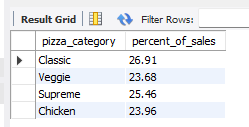 Result Grid Filter Rows:
pizza_category percent_of_sales
Classic 26.91
Veggie 23.68
Supreme 25.46
Chicken 23.96